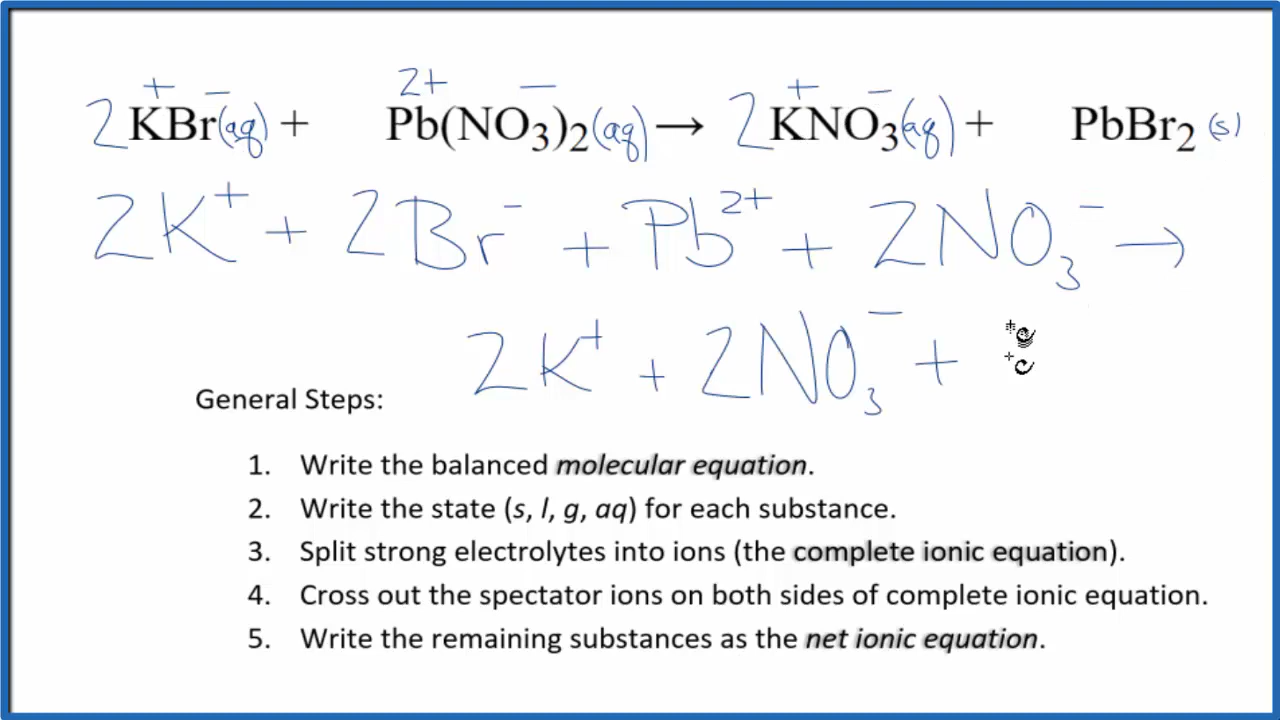 2KBr(aq) + Pb(NO₃)₂(aq) → 2KNO₃(aq) + PbBr₂(s)
+ − 2+ − + −
2K⁺ + 2Br⁻ + Pb²⁺ + 2NO₃⁻ →
2K⁺ + 2NO₃⁻ +
General Steps:
1. Write the balanced molecular equation.
2. Write the state (s, l, g, aq) for each substance.
3. Split strong electrolytes into ions (the complete ionic equation).
4. Cross out the spectator ions on both sides of complete ionic equation.
5. Write the remaining substances as the net ionic equation.